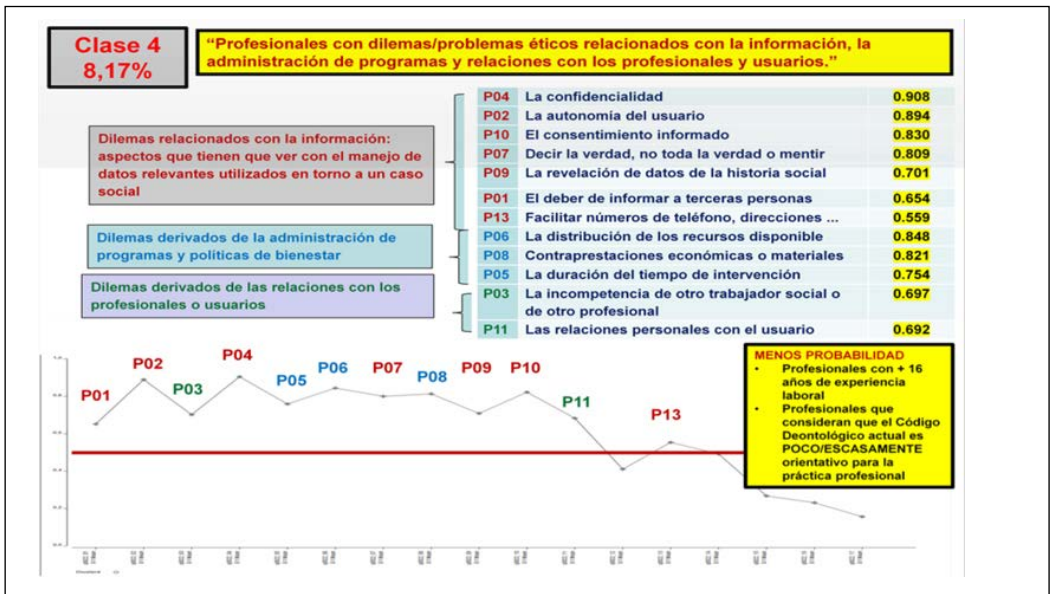 Clase 4
8,17%
“Profesionales con dilemas/problemas éticos relacionados con la información, la
administración de programas y relaciones con los profesionales y usuarios.”
Dilemas relacionados con la información:
aspectos que tienen que ver con el manejo de
datos relevantes utilizados en torno a un caso
social
Dilemas derivados de la administración de
programas y políticas de bienestar
Dilemas derivados de las relaciones con los
profesionales o usuarios
P04 La confidencialidad 0.908
P02 La autonomía del usuario 0.894
P10 El consentimiento informado 0.830
P07 Decir la verdad, no toda la verdad o mentir 0.809
P09 La revelación de datos de la historia social 0.701
P01 El deber de informar a terceras personas 0.654
P13 Facilitar números de teléfono, direcciones ... 0.559
P06 La distribución de los recursos disponible 0.848
P08 Contraprestaciones económicas o materiales 0.821
P05 La duración del tiempo de intervención 0.754
P03 La incompetencia de otro trabajador social o 0.697
de otro profesional
P11 Las relaciones personales con el usuario 0.692
P01
P02
P03
P04
P05
P06
P07
P08
P09
P10
P11
P13
MENOS PROBABILIDAD
• Profesionales con + 16
años de experiencia
laboral
• Profesionales que
consideran que el Código
Deontológico actual es
POCO/ESCASAMENTE
orientativo para la
práctica profesional